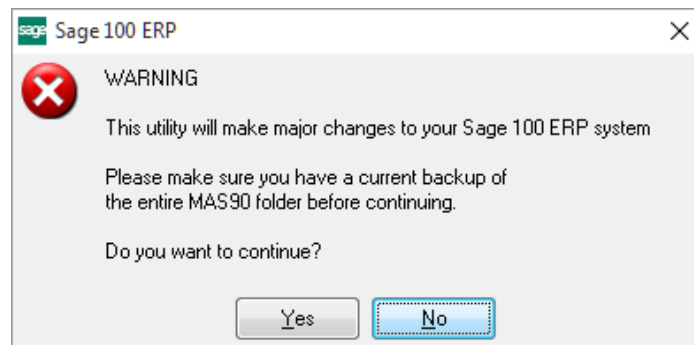 sage Sage 100 ERP
WARNING
This utility will make major changes to your Sage 100 ERP system
Please make sure you have a current backup of
the entire MAS90 folder before continuing.
Do you want to continue?
Yes No